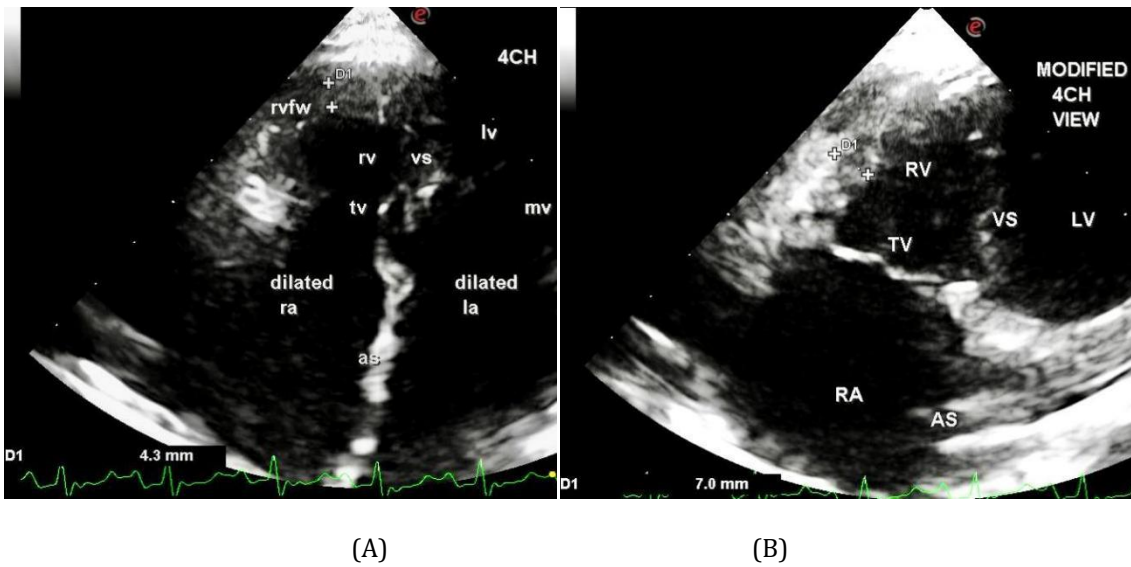 e
4CH
D1
rvfw
lv
rv vs
tv
mv
dilated dilated
ra la
as
D1
4.3 mm
e
MODIFIED
4CH
VIEW
D1
RV
VS LV
TV
RA
AS
D1
7.0 mm
(A) (B)